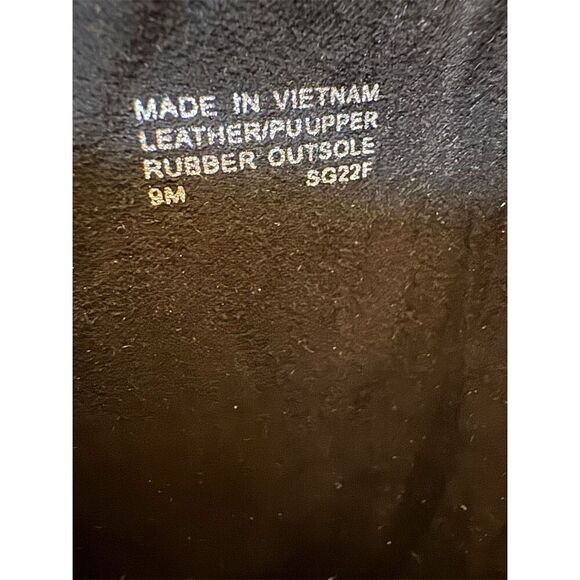 MADE IN VIETNAM
LEATHER/PU UPPER
RUBBER OUTSOLE
9M SG22F